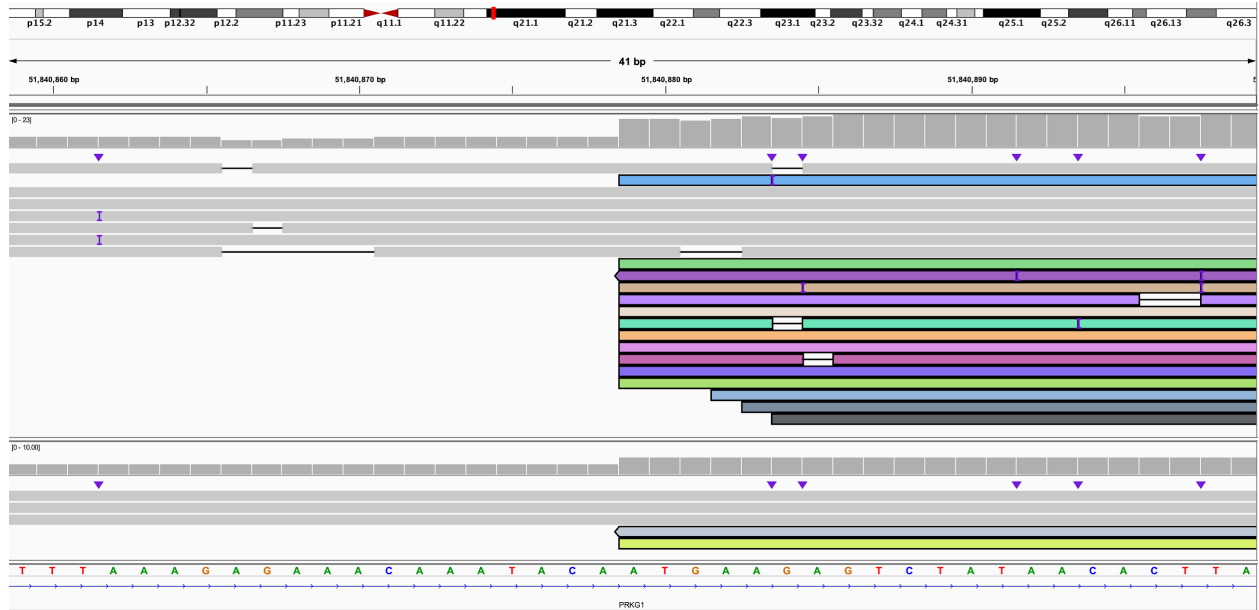 p15.2 p14 p13 p12.32 p12.2 p11.23 p11.21 q11.1 q11.22 q21.1 q21.2 q21.3 q22.1 q22.3 q23.1 q23.2 q23.32 q24.1 q24.31 q25.1 q25.2 q26.11 q26.13 q26.3
41 bp
51,840,860 bp 51,840,870 bp 51,840,880 bp 51,840,890 bp 5
[0 - 23]
[0 - 10.00]
T T T A A A G A G A A A C A A A T A C A A T G A A G A G T C T A T A A C A C T T A
PRKG1